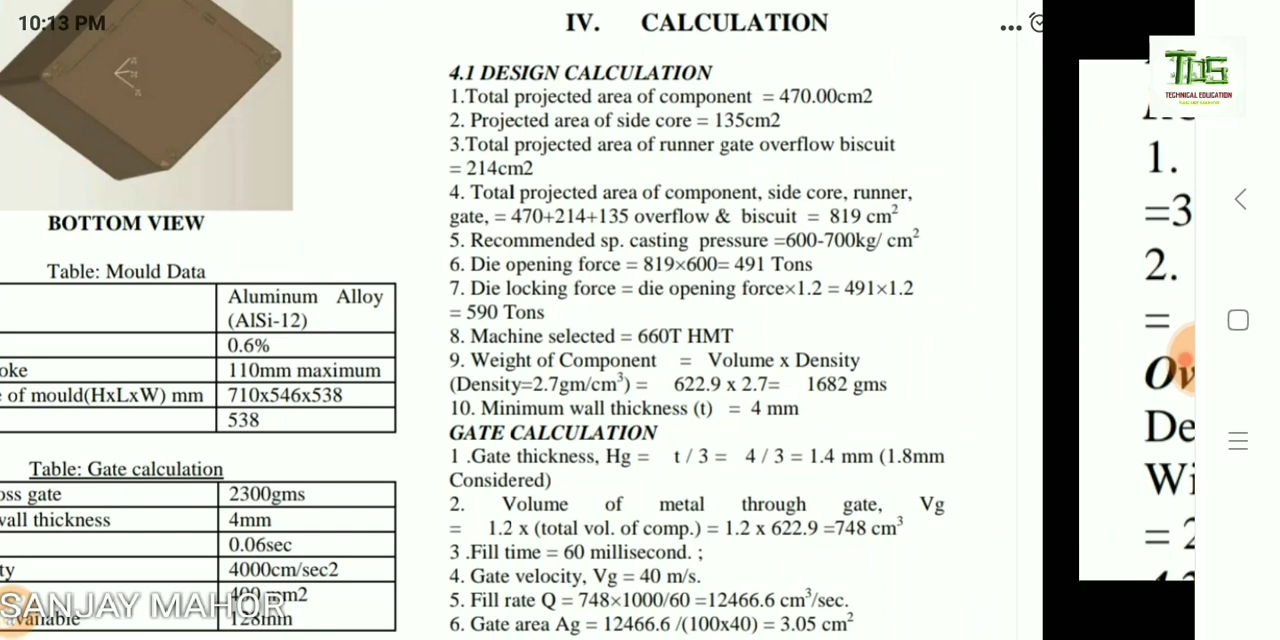 10:13 PM
BOTTOM VIEW
Table: Mould Data
Aluminum Alloy
(AlSi-12)
0.6%
oke 110mm maximum
of mould(HxLxW) mm 710x546x538
538
Table: Gate calculation
oss gate 2300gms
wall thickness 4mm
0.06sec
ty 4000cm/sec2
mm2
SANJAY MAHOR
available 128mm
IV. CALCULATION
4.1 DESIGN CALCULATION
1.Total projected area of component = 470.00cm2
2. Projected area of side core = 135cm2
3.Total projected area of runner gate overflow biscuit
= 214cm2
4. Total projected area of component, side core, runner,
gate, = 470+214+135 overflow & biscuit = 819 cm²
5. Recommended sp. casting pressure =600-700kg/ cm²
6. Die opening force = 819×600= 491 Tons
7. Die locking force = die opening force×1.2 = 491×1.2
= 590 Tons
8. Machine selected = 660T HMT
9. Weight of Component = Volume x Density
(Density=2.7gm/cm³) = 622.9 x 2.7= 1682 gms
10. Minimum wall thickness (t) = 4 mm
GATE CALCULATION
1 .Gate thickness, Hg = t / 3 = 4 / 3 = 1.4 mm (1.8mm
Considered)
2. Volume of metal through gate, Vg
= 1.2 x (total vol. of comp.) = 1.2 x 622.9 =748 cm³
3 .Fill time = 60 millisecond. ;
4. Gate velocity, Vg = 40 m/s.
5. Fill rate Q = 748×1000/60 =12466.6 cm³/sec.
6. Gate area Ag = 12466.6 /(100x40) = 3.05 cm²
TECHNICAL EDUCATION
1.
=3
2.
=
Ov
De
Wi
= 2